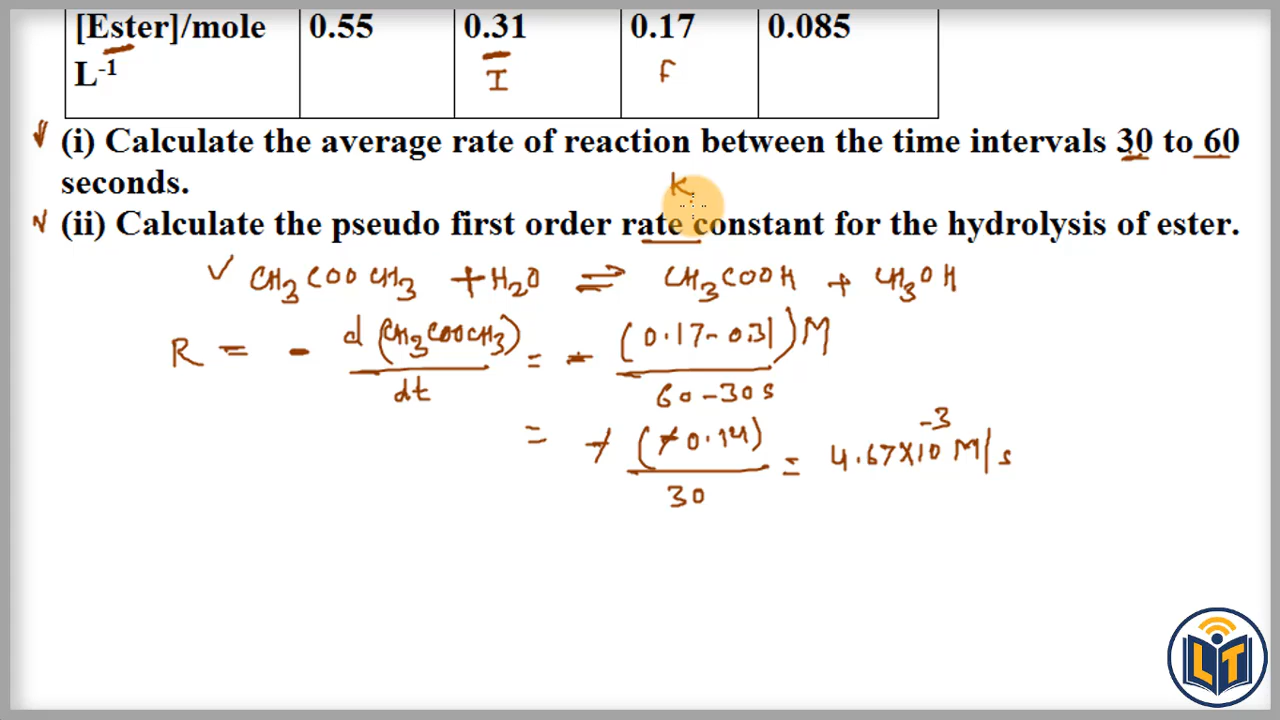 [Ester]/mole L-1 0.55 0.31 0.17 0.085
I F
(i) Calculate the average rate of reaction between the time intervals 30 to 60
seconds.
K
(ii) Calculate the pseudo first order rate constant for the hydrolysis of ester.
CH3COOCH3 + H2O ⇌ CH3COOH + CH3OH
R = - d(CH3COOCH3)/dt = - (0.17-0.31)M/60-30s
= + (-0.14)/30 = 4.67×10-3 M/s
LT